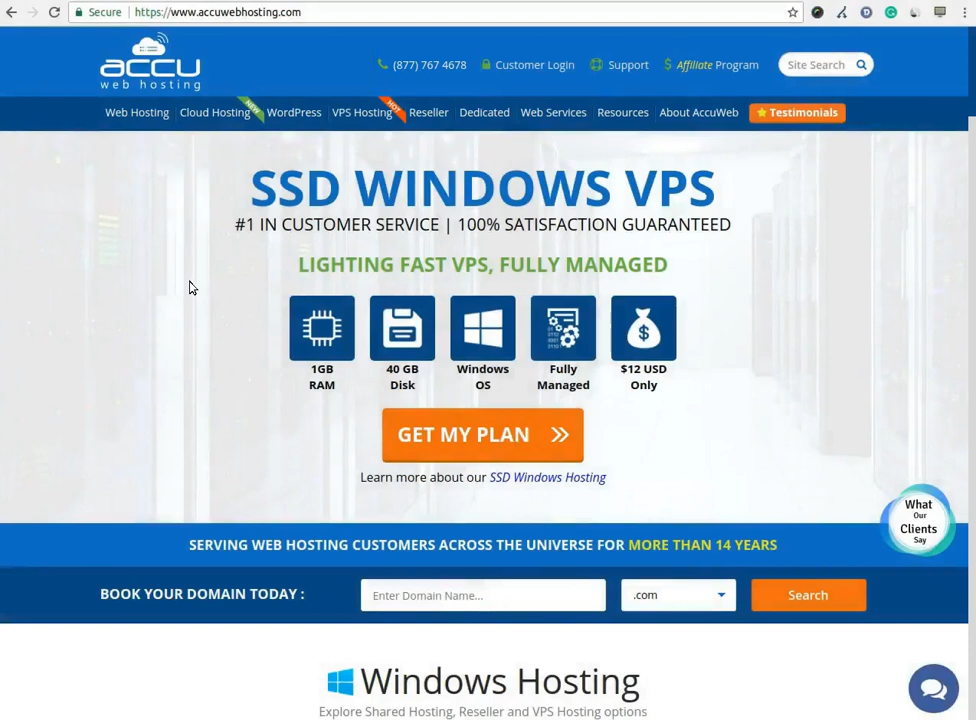 Secure https://www.accuwebhosting.com
accu
web hosting
(877) 767 4678 Customer Login Support $ Affiliate Program Site Search
Web Hosting Cloud Hosting NEW WordPress VPS Hosting HOT Reseller Dedicated Web Services Resources About AccuWeb Testimonials
SSD WINDOWS VPS
#1 IN CUSTOMER SERVICE | 100% SATISFACTION GUARANTEED
LIGHTING FAST VPS, FULLY MANAGED
1GB RAM
40 GB Disk
Windows OS
Fully Managed
$12 USD Only
GET MY PLAN
Learn more about our SSD Windows Hosting
What
Our
Clients
Say
SERVING WEB HOSTING CUSTOMERS ACROSS THE UNIVERSE FOR MORE THAN 14 YEARS
BOOK YOUR DOMAIN TODAY : Enter Domain Name... .com Search
Windows Hosting
Explore Shared Hosting, Reseller and VPS Hosting options